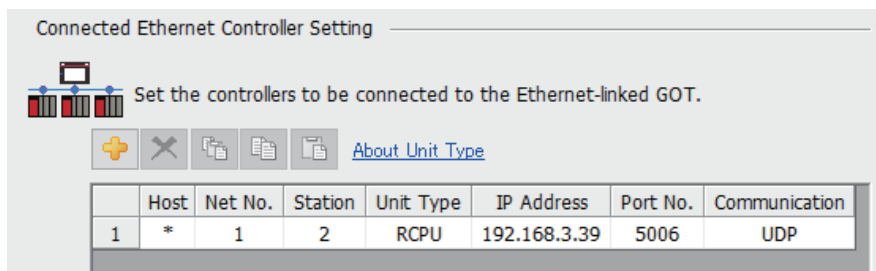 Connected Ethernet Controller Setting
Set the controllers to be connected to the Ethernet-linked GOT.
About Unit Type
Host Net No. Station Unit Type IP Address Port No. Communication
1 * 1 2 RCPU 192.168.3.39 5006 UDP